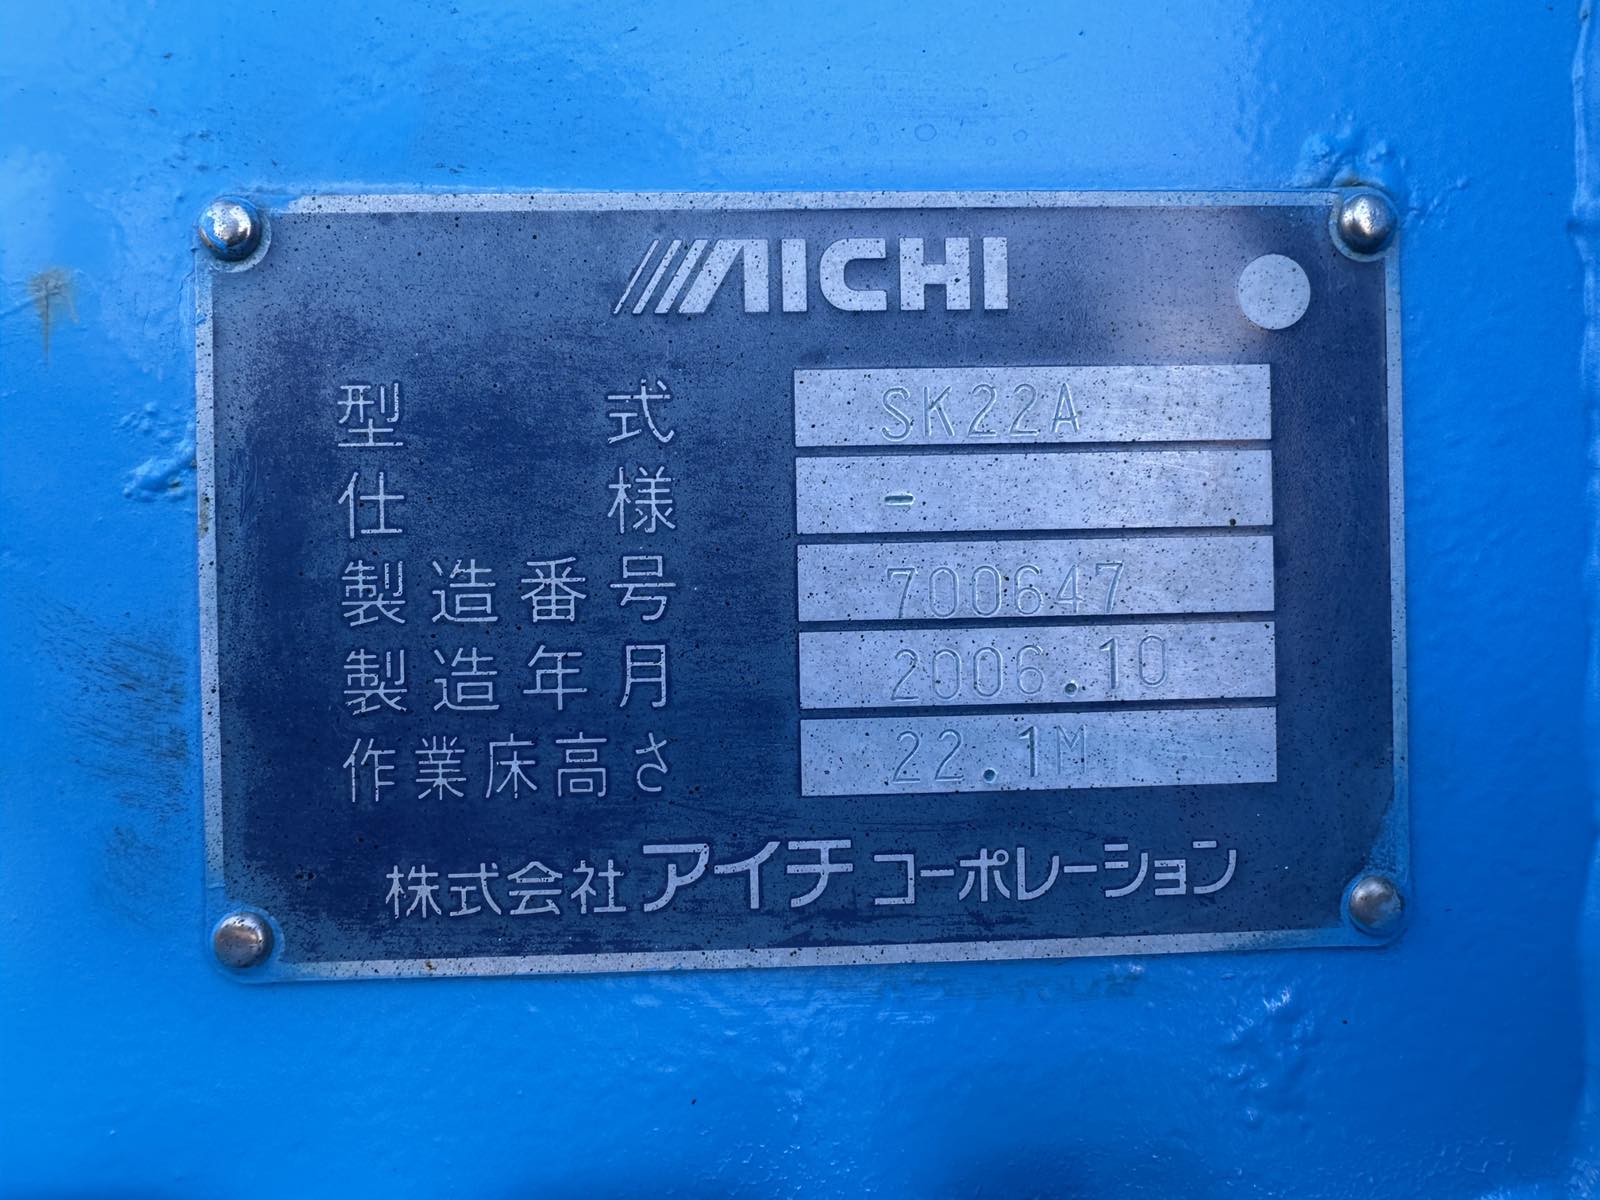 AICHI
型式 SK22A
仕様 -
製造番号 700647
製造年月 2006.10
作業床高さ 22.1M
株式会社アイチコーポレーション